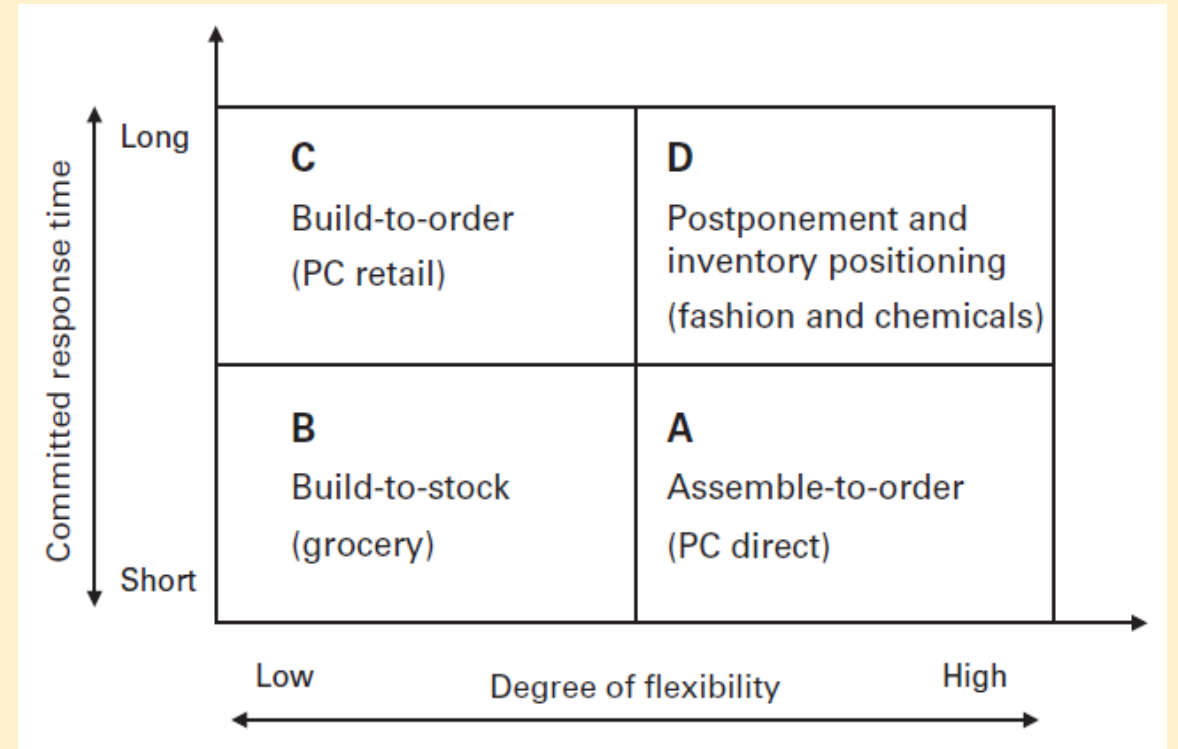 Committed response time
Long
Short
C
Build-to-order
(PC retail)
D
Postponement and
inventory positioning
(fashion and chemicals)
B
Build-to-stock
(grocery)
A
Assemble-to-order
(PC direct)
Low
Degree of flexibility
High